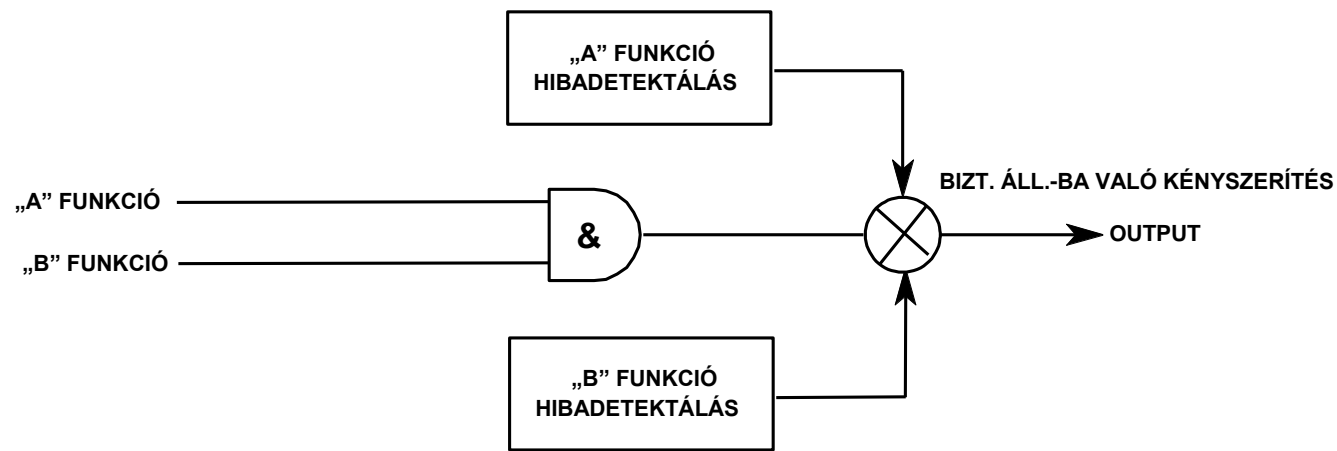 „A” FUNKCIÓ
HIBADETEKTÁLÁS
BIZT. ÁLL.-BA VALÓ KÉNYSZERÍTÉS
„A” FUNKCIÓ
&
OUTPUT
„B” FUNKCIÓ
„B” FUNKCIÓ
HIBADETEKTÁLÁS